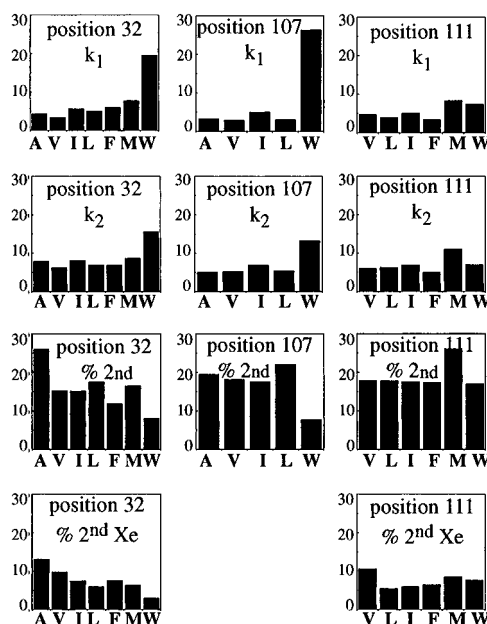 position 32
k1
30
20
10
0
A V I L F M W
position 107
k1
30
20
10
0
A V I L W
position 111
k1
30
20
10
0
V L I F M W
position 32
k2
30
20
10
0
A V I L F M W
position 107
k2
30
20
10
0
A V I L W
position 111
k2
30
20
10
0
V L I F M W
position 32
% 2nd
30
20
10
0
A V I L F M W
position 107
% 2nd
30
20
10
0
A V I L W
position 111
% 2nd
30
20
10
0
V L I F M W
position 32
% 2nd Xe
30
20
10
0
A V I L F M W
position 111
% 2nd Xe
30
20
10
0
V L I F M W